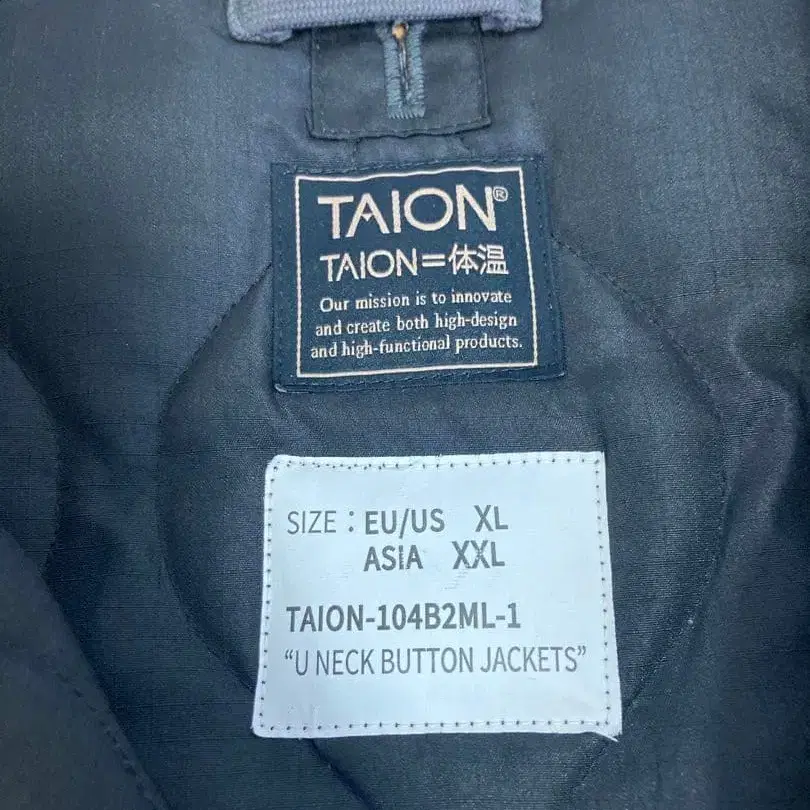 TAION®
TAION=体温
Our mission is to innovate
and create both high-design
and high-functional products.
SIZE : EU/US XL
ASIA XXL
TAION-104B2ML-1
“U NECK BUTTON JACKETS”